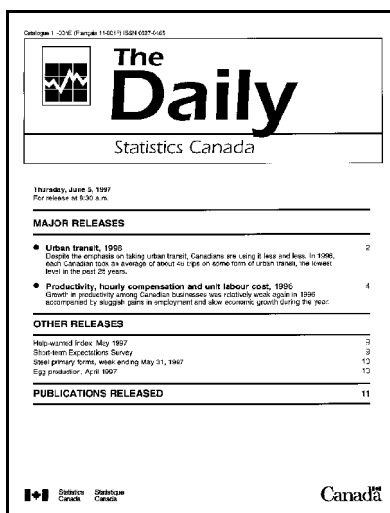 Catalogue 11-001E (Français 11-001F) ISSN 0827-0465
The
Daily
Statistics Canada
Thursday, June 5, 1997
For release at 8:30 a.m.
MAJOR RELEASES
Urban transit, 1996 2
Despite the emphasis on taking urban transit, Canadians are using it less and less. In 1996,
each Canadian took an average of about 48 trips on some form of urban transit, the lowest
level in the past 25 years.
Productivity, hourly compensation and unit labour cost, 1996 4
Growth in productivity among Canadian businesses was relatively weak again in 1996
accompanied by sluggish gains in employment and slow economic growth during the year.
OTHER RELEASES
Help-wanted Index, May 1997 9
Short-term Expectations Survey 9
Steel primary forms, week ending May 31, 1997 10
Egg production, April 1997 10
PUBLICATIONS RELEASED 11
Statistics Statistique
Canada Canada
Canada